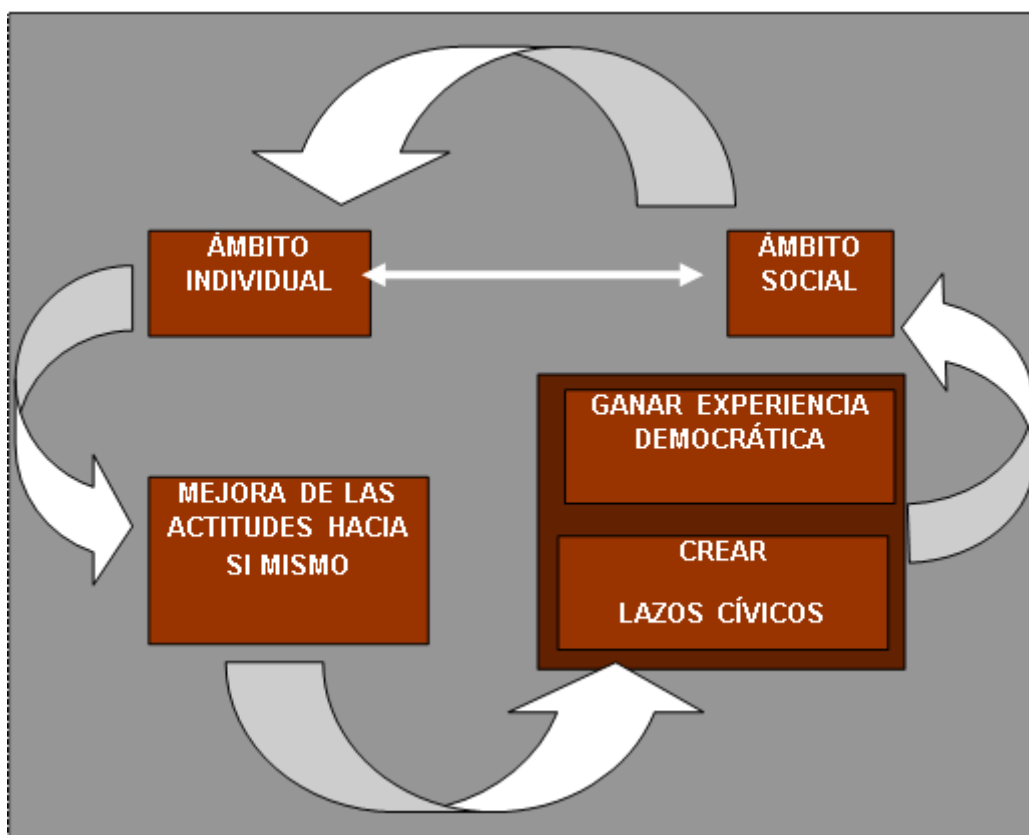 ÁMBITO
INDIVIDUAL
ÁMBITO
SOCIAL
GANAR EXPERIENCIA
DEMOCRÁTICA
MEJORA DE LAS
ACTITUDES HACIA
SI MISMO
CREAR
LAZOS CÍVICOS